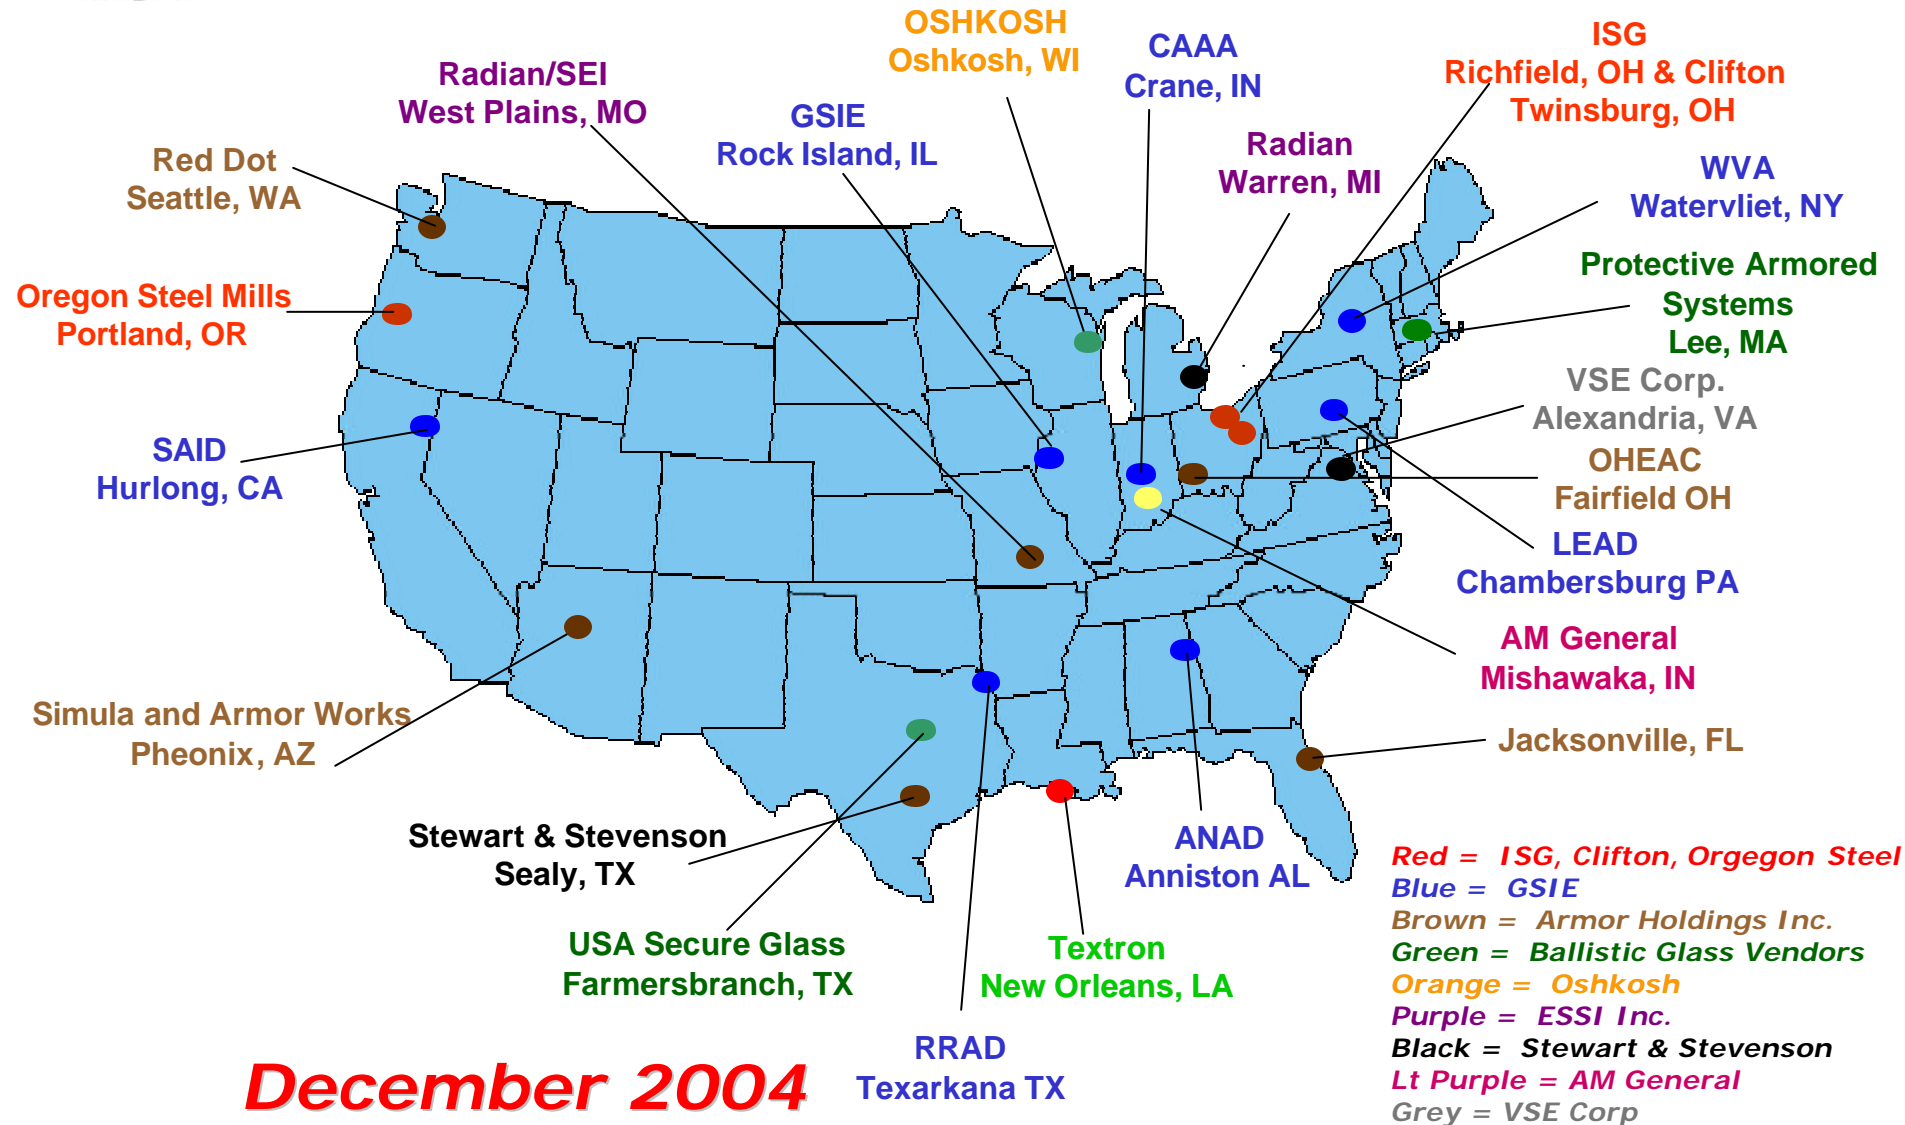 OSHKOSH
Oshkosh, WI
CAAA
Crane, IN
ISG
Richfield, OH & Clifton
Twinsburg, OH
Radian/SEI
West Plains, MO
GSIE
Rock Island, IL
Radian
Warren, MI
WVA
Watervliet, NY
Red Dot
Seattle, WA
Protective Armored
Systems
Lee, MA
Oregon Steel Mills
Portland, OR
VSE Corp.
Alexandria, VA
SAID
Hurlong, CA
OHEAC
Fairfield OH
LEAD
Chambersburg PA
AM General
Mishawaka, IN
Simula and Armor Works
Pheonix, AZ
Jacksonville, FL
Stewart & Stevenson
Sealy, TX
ANAD
Anniston AL
USA Secure Glass
Farmersbranch, TX
Textron
New Orleans, LA
RRAD
Texarkana TX
Red = ISG, Clifton, Orgegon Steel
Blue = GSIE
Brown = Armor Holdings Inc.
Green = Ballistic Glass Vendors
Orange = Oshkosh
Purple = ESSI Inc.
Black = Stewart & Stevenson
Lt Purple = AM General
Grey = VSE Corp
December 2004